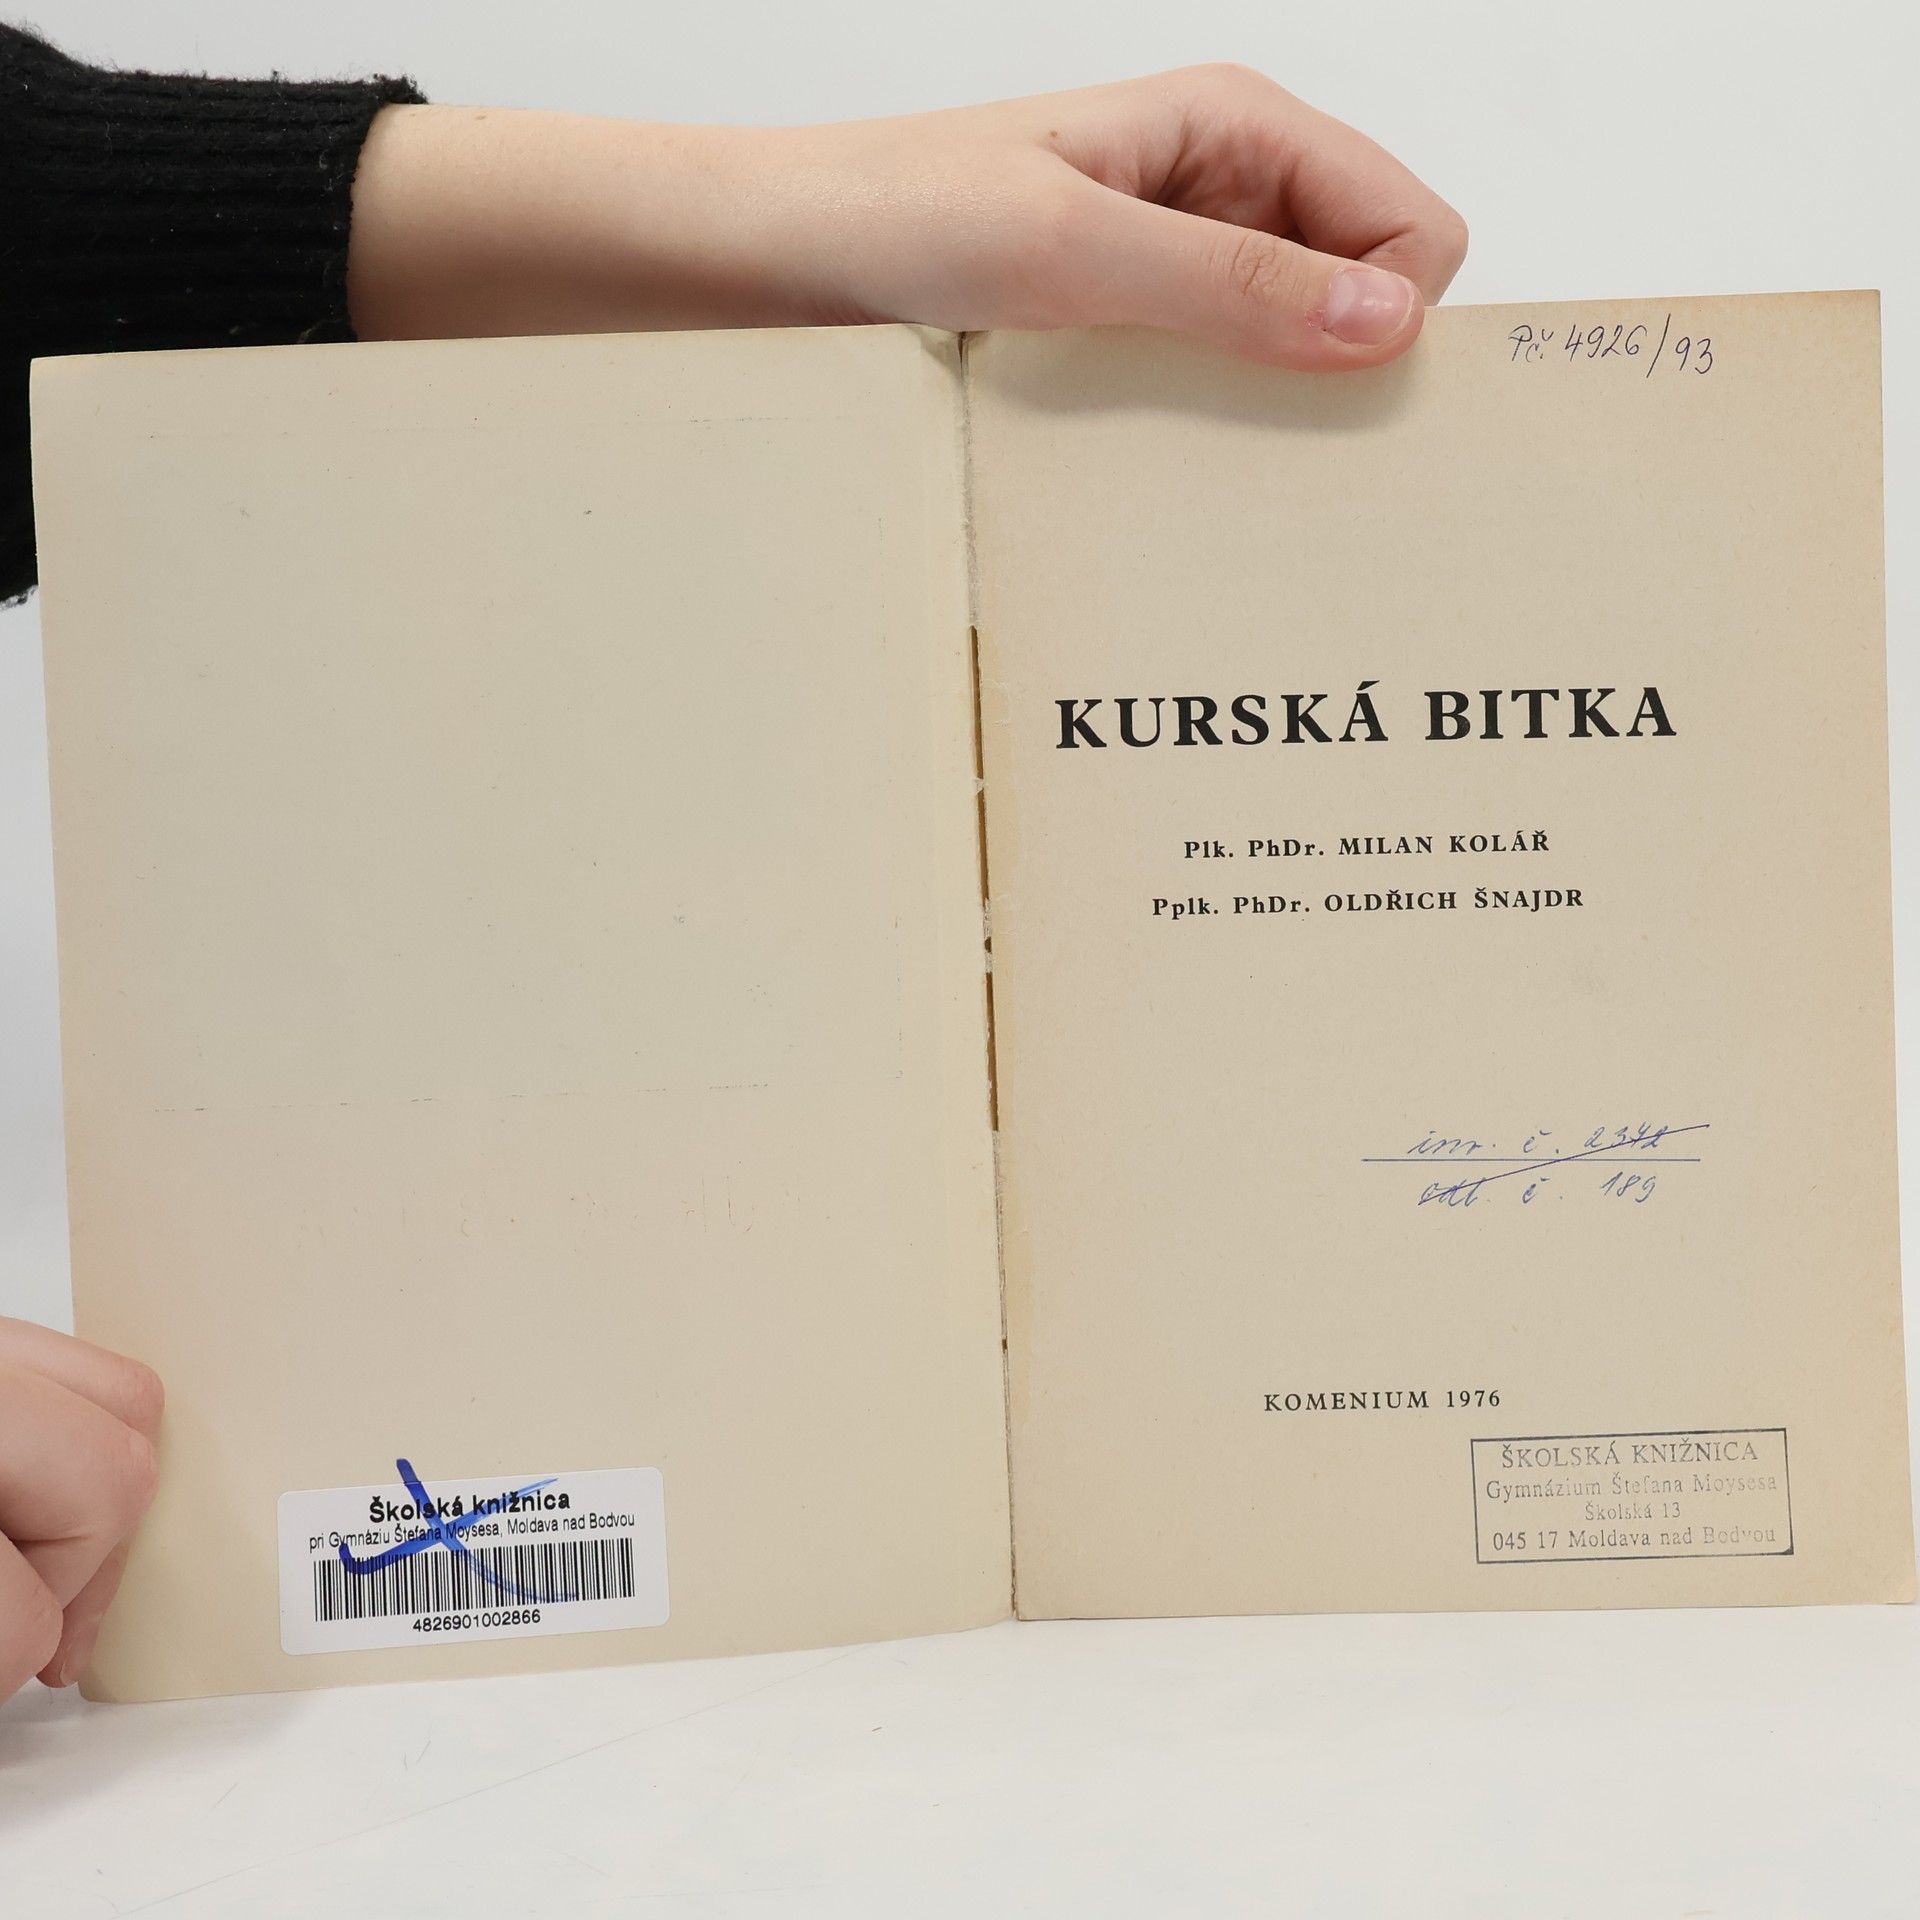 Školská knižnica
pri Gymnáziu Štefana Moysesa, Moldava nad Bodvou
4826901002866
Pč. 4926/93
KURSKÁ BITKA
Plk. PhDr. MILAN KOLÁŘ
Pplk. PhDr. OLDŘICH ŠNAJDR
inv. č. 2372
odb. č. 189
KOMENIUM 1976
ŠKOLSKÁ KNIŽNICA
Gymnázium Štefana Moysesa
Školská 13
045 17 Moldava nad Bodvou